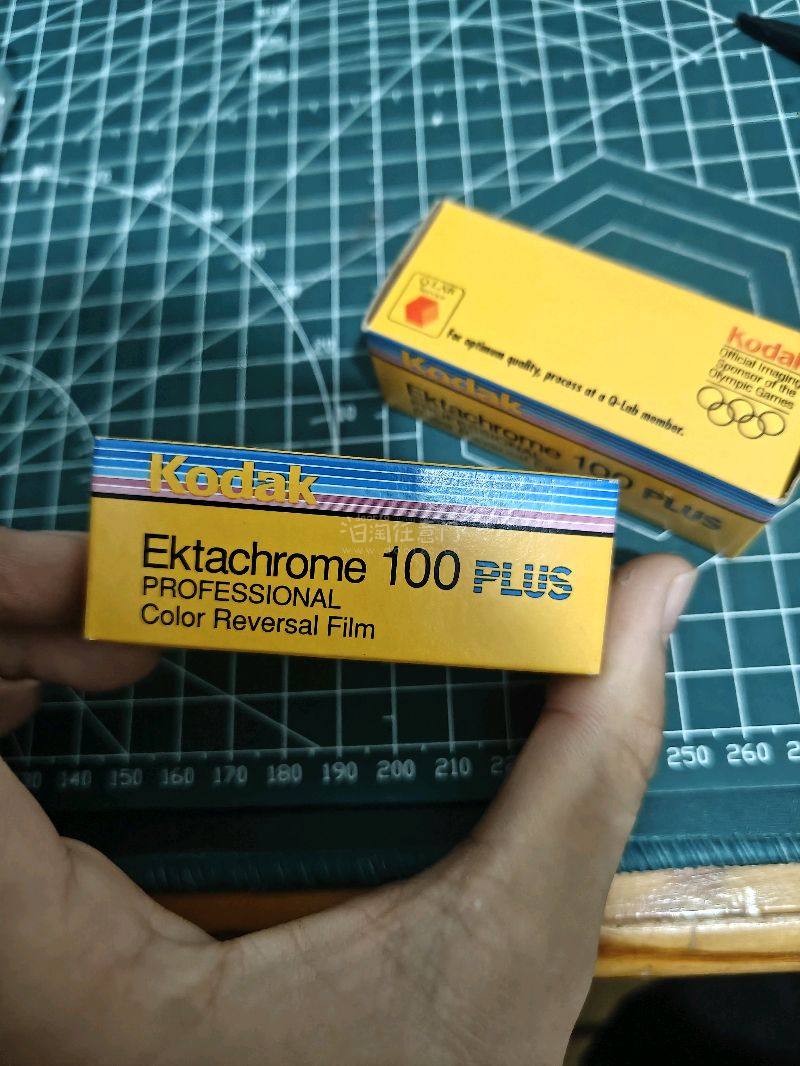 Q-LAB
For optimum quality, process at a Q-Lab member.
Kodak
Official Imaging
Sponsor of the
Olympic Games
Kodak
Ektachrome 100 PLUS
Kodak
Ektachrome 100 PLUS
PROFESSIONAL
Color Reversal Film
140 150 160 170 180 190 200 210 250 260